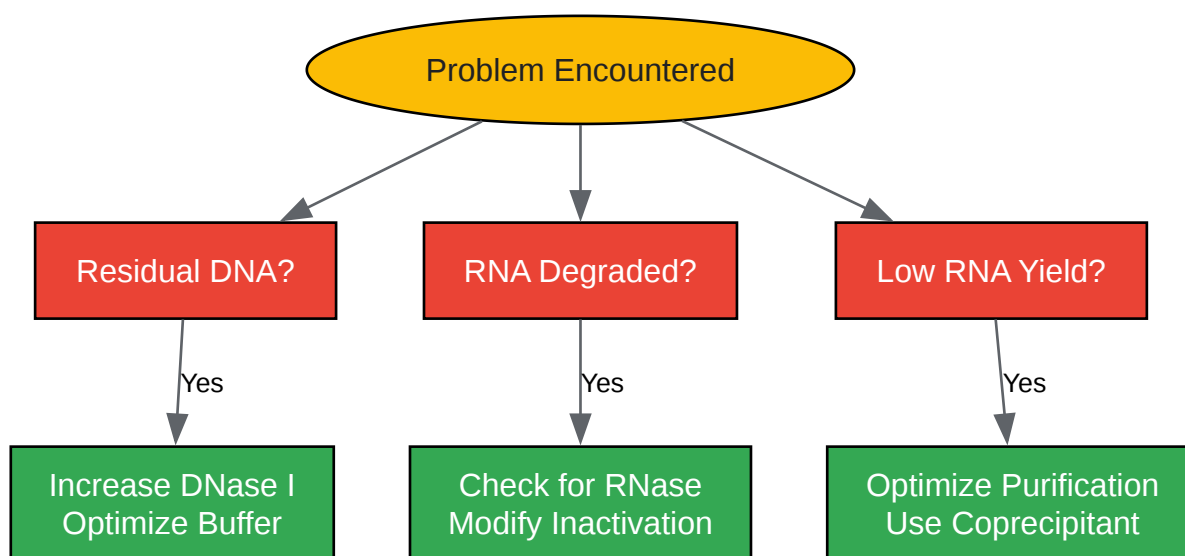 Problem Encountered
Residual DNA?
RNA Degraded?
Low RNA Yield?
Yes
Yes
Yes
Increase DNase I
Optimize Buffer
Check for RNase
Modify Inactivation
Optimize Purification
Use Coprecipitant